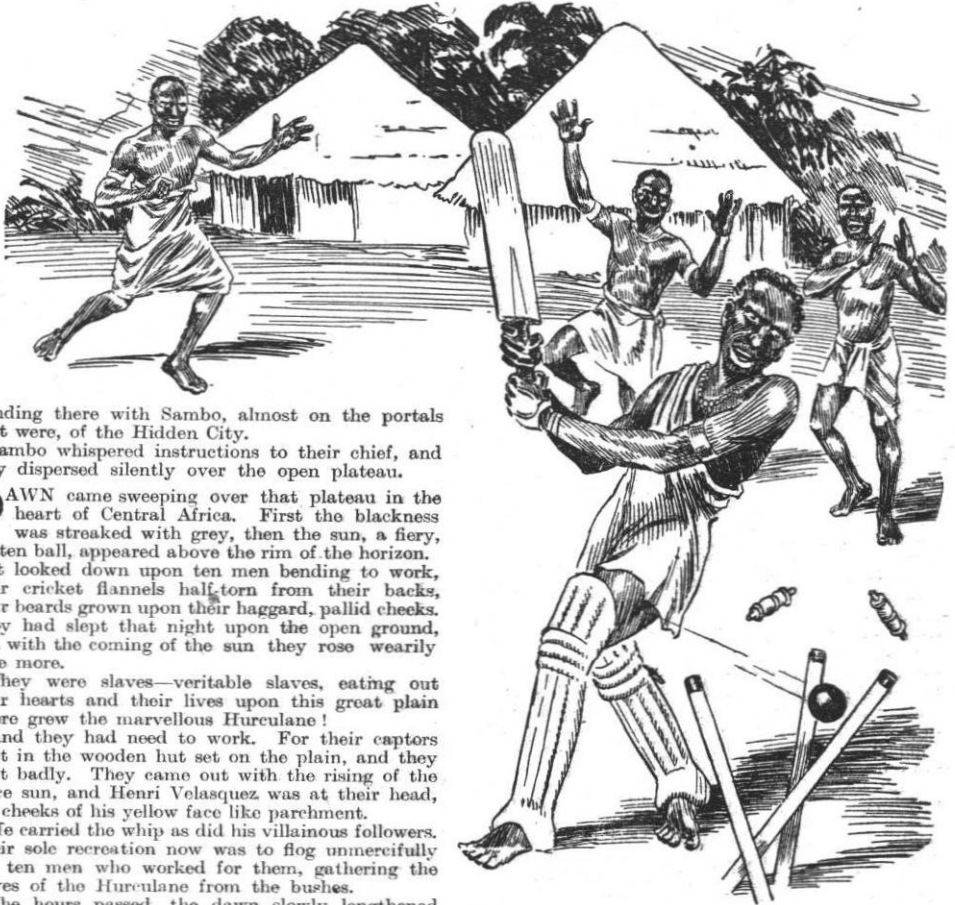 nding there with Sambo, almost on the portals
t were, of the Hidden City.
ambo whispered instructions to their chief, and
y dispersed silently over the open plateau.
AWN came sweeping over that plateau in the
heart of Central Africa. First the blackness
was streaked with grey, then the sun, a fiery,
ten ball, appeared above the rim of the horizon.
t looked down upon ten men bending to work,
r cricket flannels half-torn from their backs,
r beards grown upon their haggard, pallid cheeks.
y had slept that night upon the open ground,
with the coming of the sun they rose wearily
e more.
hey were slaves—veritable slaves, eating out
r hearts and their lives upon this great plain
re grew the marvellous Hurculane!
nd they had need to work. For their captors
t in the wooden hut set on the plain, and they
t badly. They came out with the rising of the
ce sun, and Henri Velasquez was at their head,
cheeks of his yellow face like parchment.
e carried the whip as did his villainous followers.
ir sole recreation now was to flog unmercifully
ten men who worked for them, gathering the
es of the Hurculane from the bushes.
he hours passed, the dawn slowly lengthened